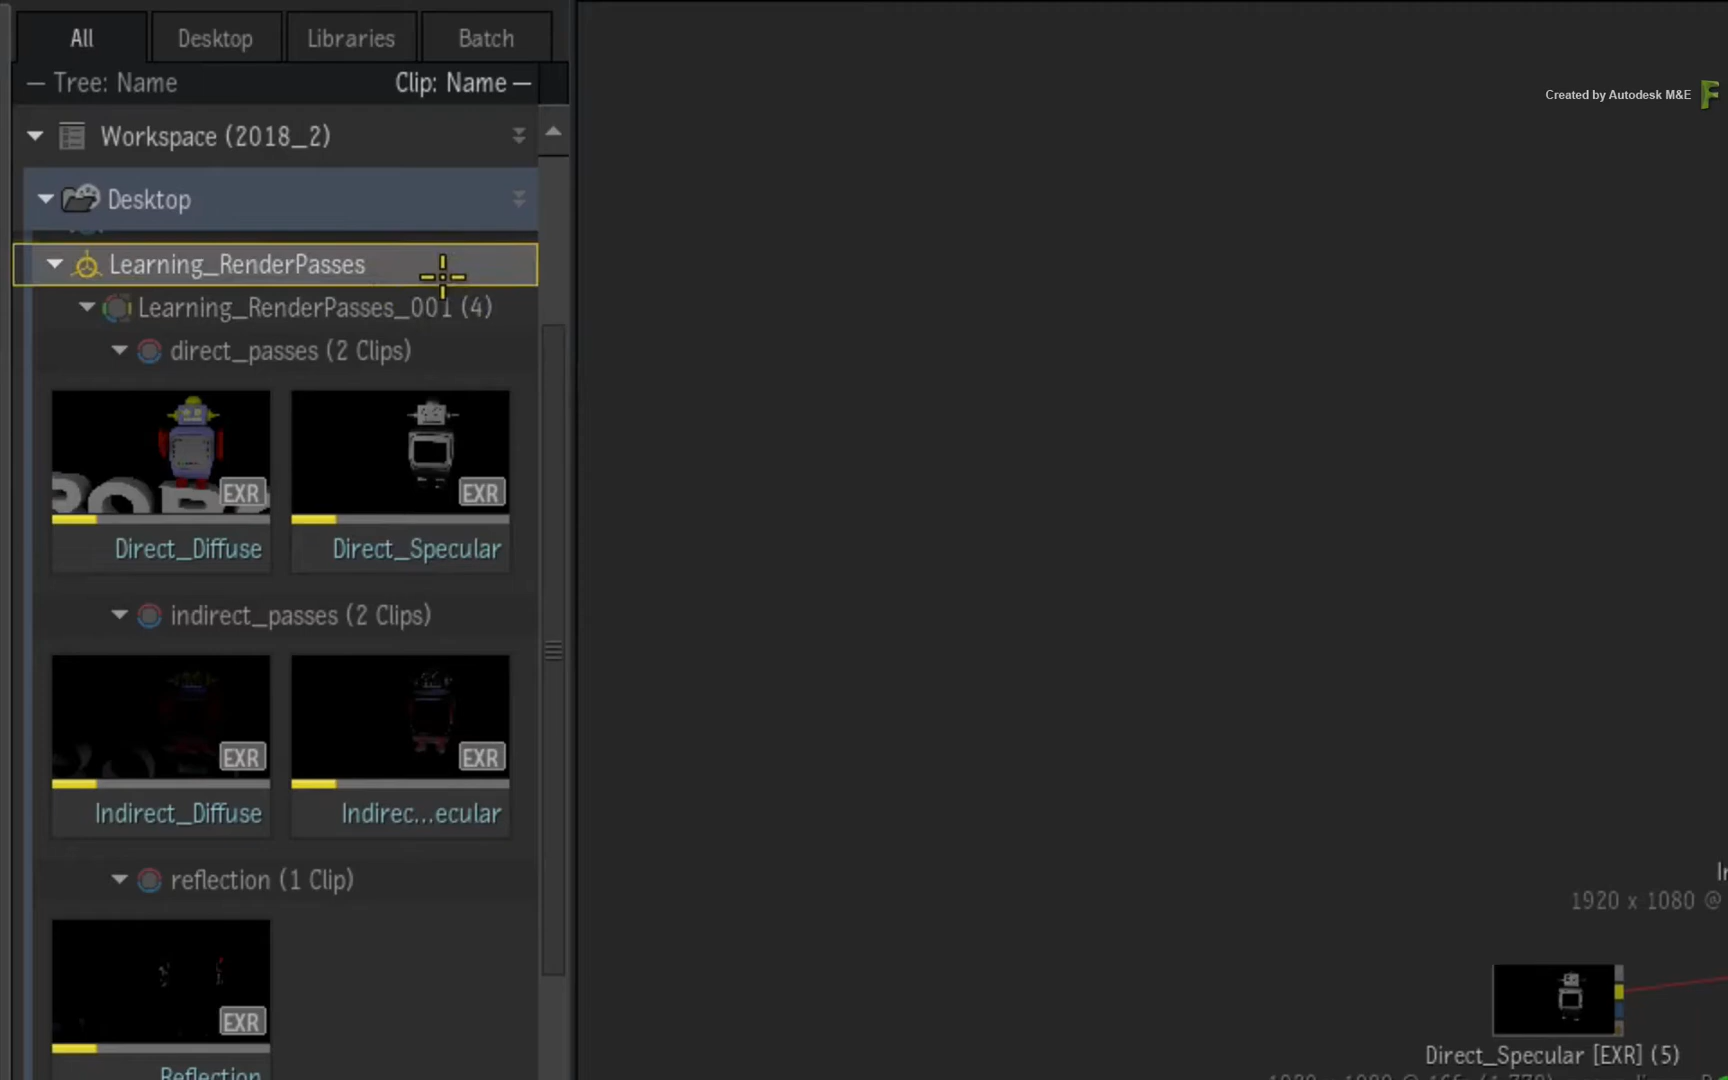 All
Desktop
Libraries
Batch
Tree: Name
Clip: Name
Created by Autodesk M&E
Workspace (2018_2)
Desktop
Learning_RenderPasses
Learning_RenderPasses_001 (4)
direct_passes (2 Clips)
EXR
EXR
Direct_Diffuse
Direct_Specular
indirect_passes (2 Clips)
EXR
EXR
Indirect_Diffuse
Indirec...ecular
reflection (1 Clip)
1920 x 1080 @
EXR
Direct_Specular [EXR] (5)
Reflection